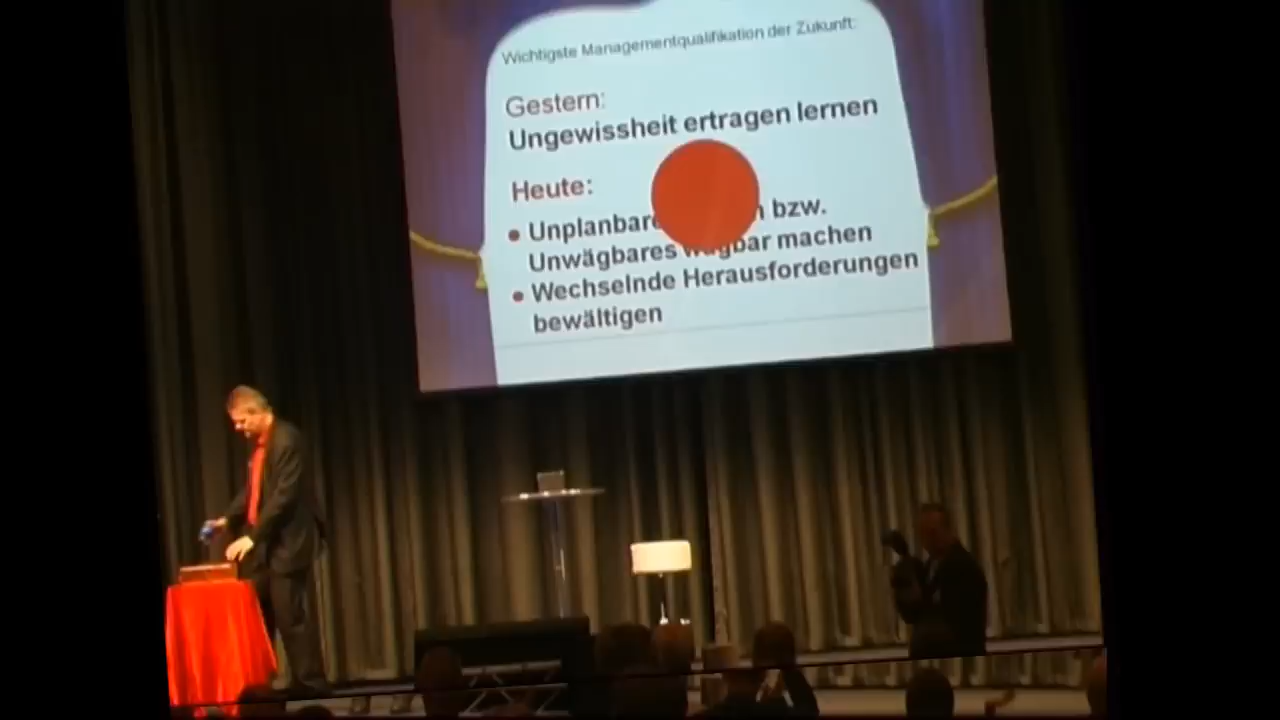 Wichtigste Managementqualifikation der Zukunft:
Gestern:
Ungewissheit ertragen lernen
Heute:
• Unplanbares bzw.
Unwägbares wägbar machen
• Wechselnde Herausforderungen
bewältigen